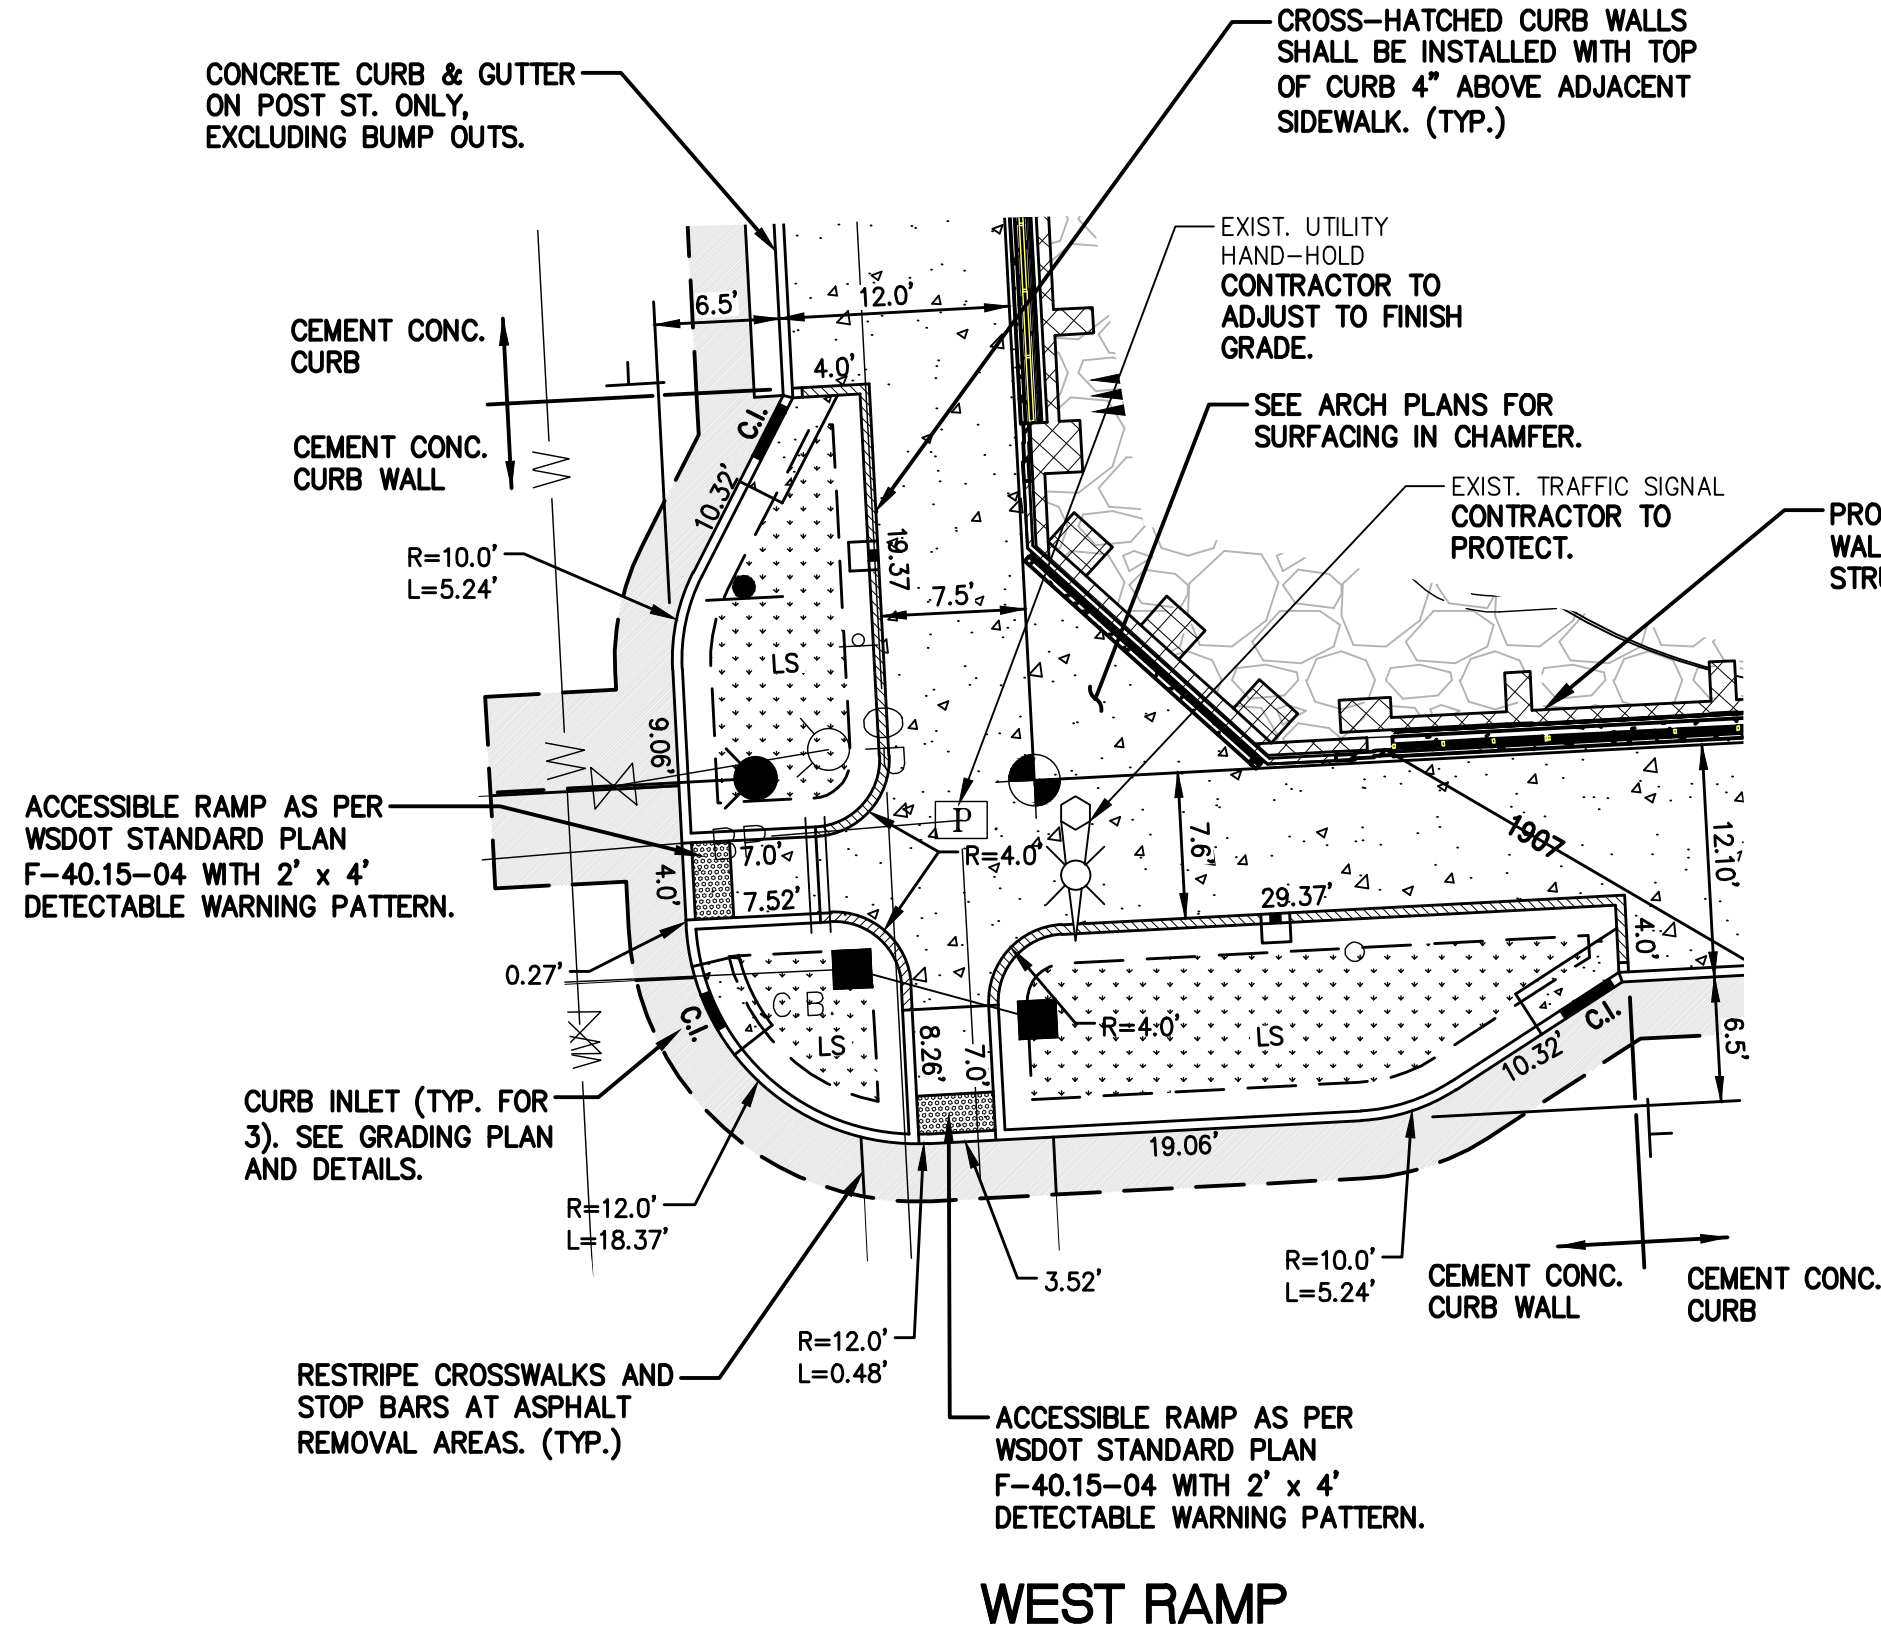 CROSS-HATCHED CURB WALLS
SHALL BE INSTALLED WITH TOP
OF CURB 4" ABOVE ADJACENT
SIDEWALK. (TYP.)
CONCRETE CURB & GUTTER
ON POST ST. ONLY,
EXCLUDING BUMP OUTS.
EXIST. UTILITY
HAND-HOLD
CONTRACTOR TO
ADJUST TO FINISH
GRADE.
6.5'
12.0'
CEMENT CONC.
CURB
4.0'
SEE ARCH PLANS FOR
SURFACING IN CHAMFER.
C.I.
CEMENT CONC.
CURB WALL
10.32'
EXIST. TRAFFIC SIGNAL
CONTRACTOR TO
PROTECT.
PRO
WAL
STRU
R=10.0'
L=5.24'
19.37
7.5'
LS
9.06'
ACCESSIBLE RAMP AS PER
WSDOT STANDARD PLAN
F-40.15-04 WITH 2' x 4'
DETECTABLE WARNING PATTERN.
P
7.0'
R=4.0'
7.6'
1907
12.10'
4.0'
7.52'
29.37'
4.0'
0.27'
C.B.
C.I.
LS
8.26'
7.0'
R=4.0'
LS
C.I.
10.32'
6.5'
CURB INLET (TYP. FOR
3). SEE GRADING PLAN
AND DETAILS.
19.06'
R=12.0'
L=18.37'
3.52'
R=10.0'
L=5.24'
CEMENT CONC.
CURB WALL
CEMENT CONC.
CURB
R=12.0'
L=0.48'
RESTRIPE CROSSWALKS AND
STOP BARS AT ASPHALT
REMOVAL AREAS. (TYP.)
ACCESSIBLE RAMP AS PER
WSDOT STANDARD PLAN
F-40.15-04 WITH 2' x 4'
DETECTABLE WARNING PATTERN.
WEST RAMP